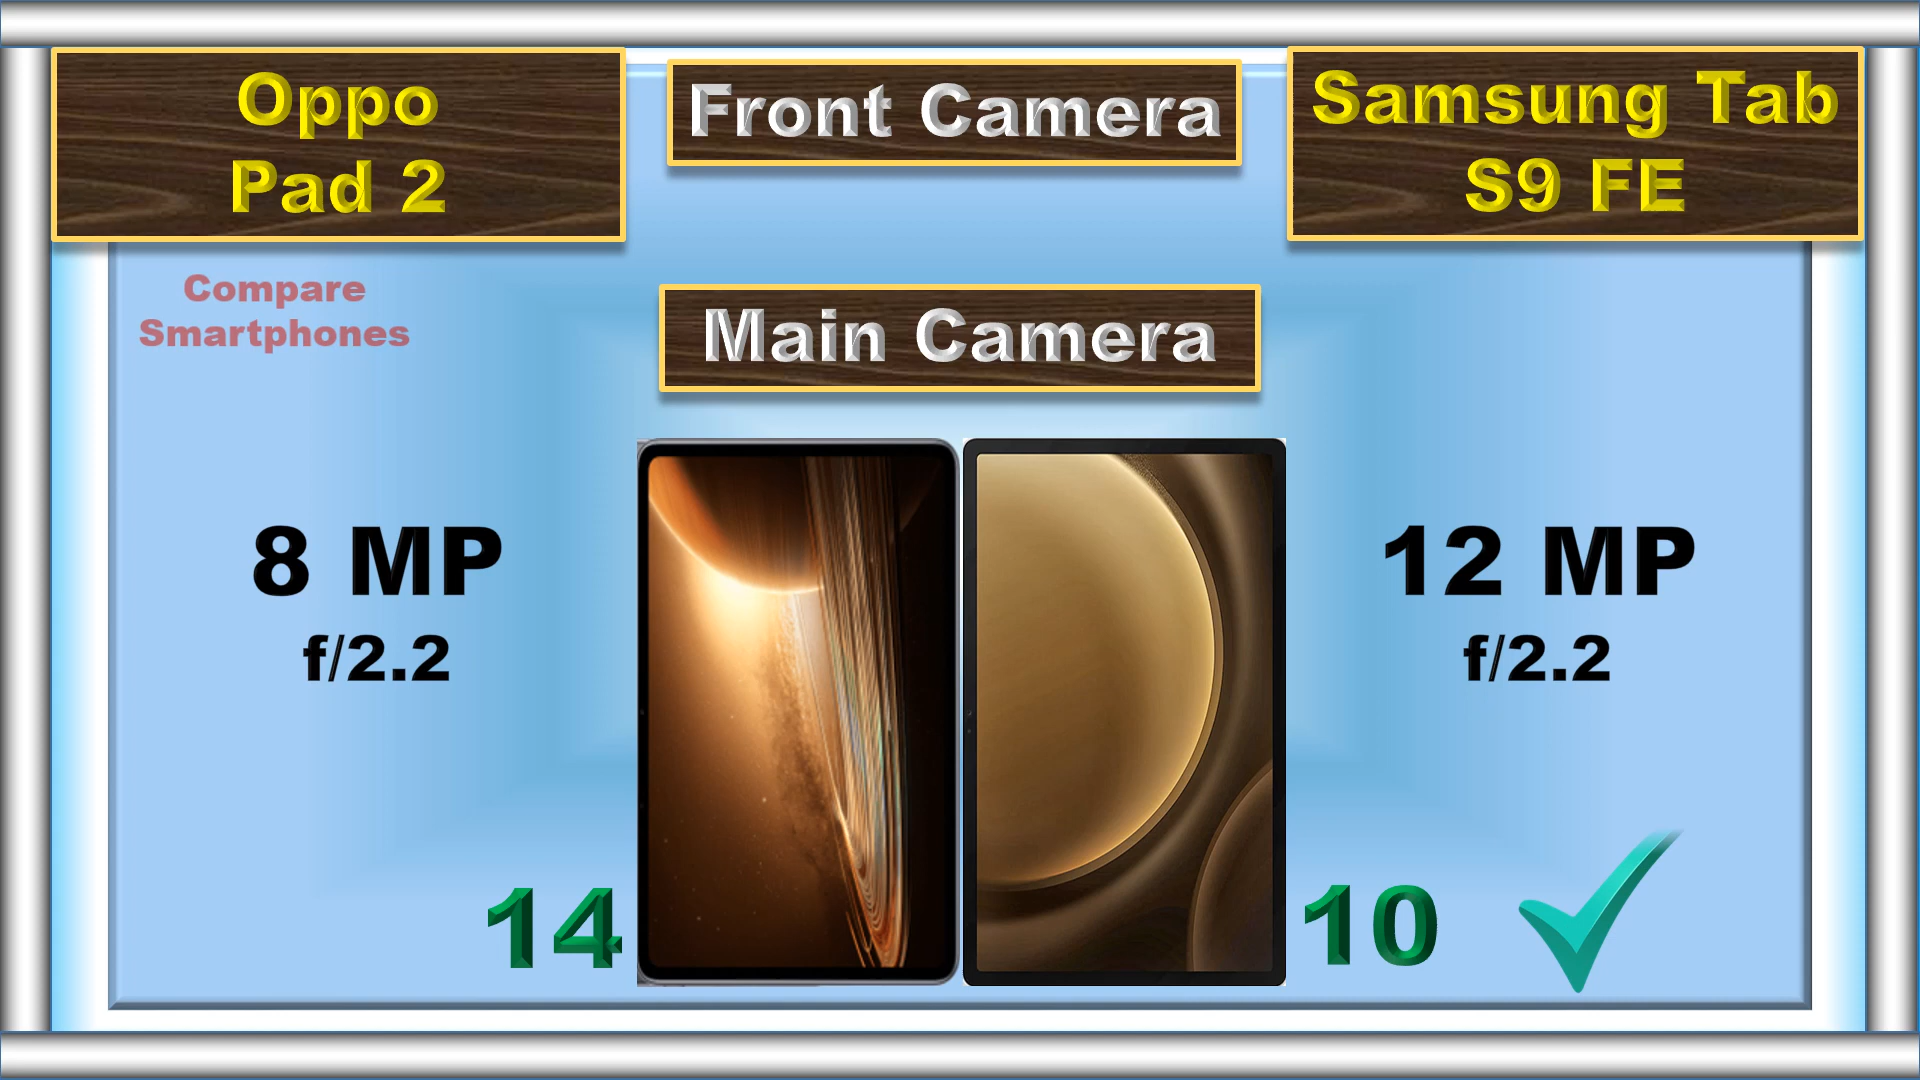 Oppo
Pad 2
Front Camera
Samsung Tab
S9 FE
Compare
Smartphones
Main Camera
8 MP
f/2.2
12 MP
f/2.2
14
10